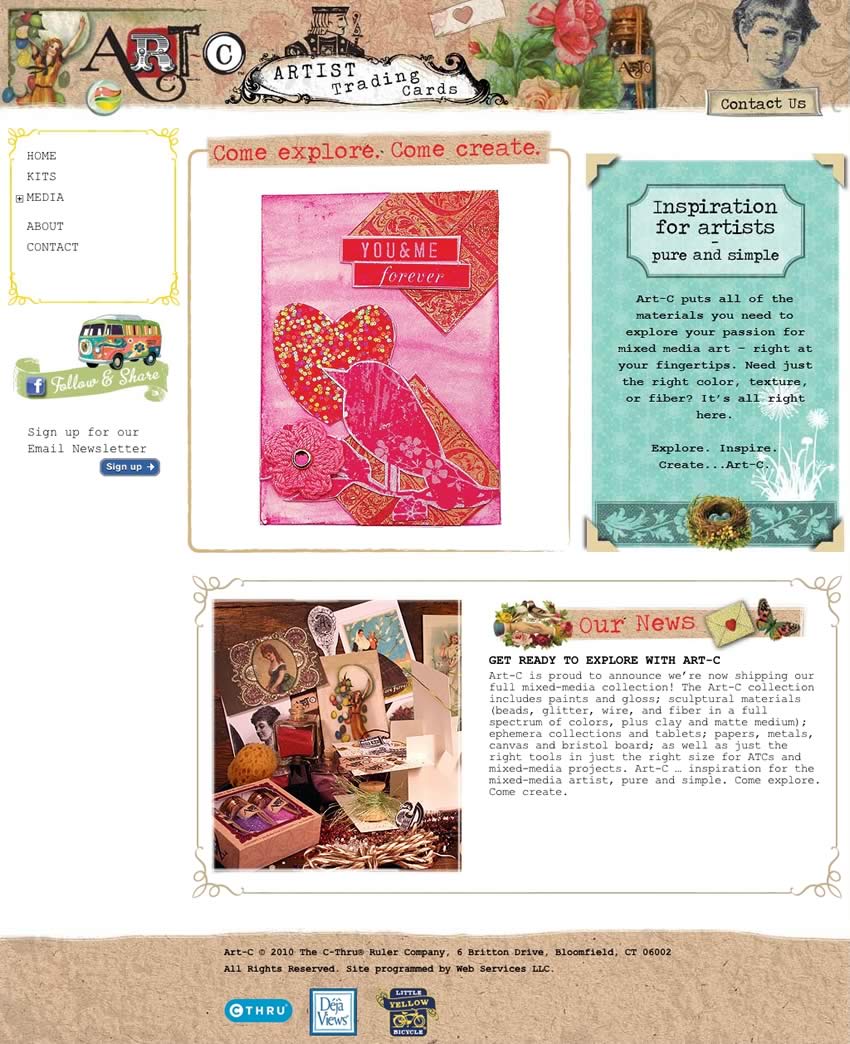 ART C
ARTIST
Trading
Cards
ARTC
Contact Us
HOME
KITS
MEDIA
ABOUT
CONTACT
f Follow & Share
Sign up for our
Email Newsletter
Sign up
Come explore. Come create.
YOU&ME
forever
Inspiration
for artists
–
pure and simple
Art-C puts all of the
materials you need to
explore your passion for
mixed media art – right at
your fingertips. Need just
the right color, texture,
or fiber? It's all right
here.
Explore. Inspire.
Create...Art-C.
Our News
GET READY TO EXPLORE WITH ART-C
Art-C is proud to announce we're now shipping our
full mixed-media collection! The Art-C collection
includes paints and gloss; sculptural materials
(beads, glitter, wire, and fiber in a full
spectrum of colors, plus clay and matte medium);
ephemera collections and tablets; papers, metals,
canvas and bristol board; as well as just the
right tools in just the right size for ATCs and
mixed-media projects. Art-C … inspiration for the
mixed-media artist, pure and simple. Come explore.
Come create.
Art-C © 2010 The C-Thru® Ruler Company, 6 Britton Drive, Bloomfield, CT 06002
All Rights Reserved. Site programmed by Web Services LLC.
C THRU
Déjà
Views
LITTLE
YELLOW
BICYCLE